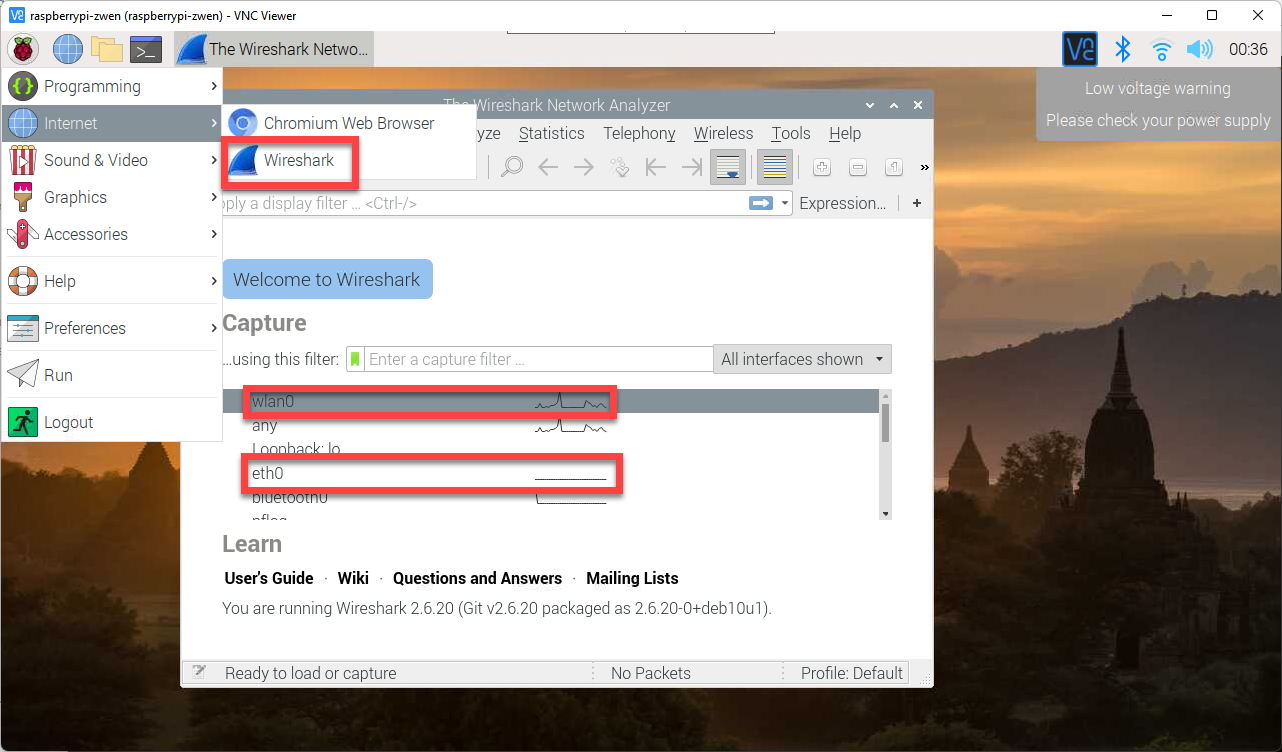 raspberrypi-zwen (raspberrypi-zwen) - VNC Viewer
The Wireshark Netwo...
00:36
Low voltage warning
Please check your power supply
Programming
Internet
Sound & Video
Graphics
Accessories
Help
Preferences
Run
Logout
Chromium Web Browser
Wireshark
The Wireshark Network Analyzer
yze Statistics Telephony Wireless Tools Help
ply a display filter ... <Ctrl-/> Expression... +
Welcome to Wireshark
Capture
...using this filter: Enter a capture filter ... All interfaces shown
wlan0
any
Loopback: lo
eth0
bluetooth0
nflog
Learn
User's Guide · Wiki · Questions and Answers · Mailing Lists
You are running Wireshark 2.6.20 (Git v2.6.20 packaged as 2.6.20-0+deb10u1).
Ready to load or capture No Packets Profile: Default